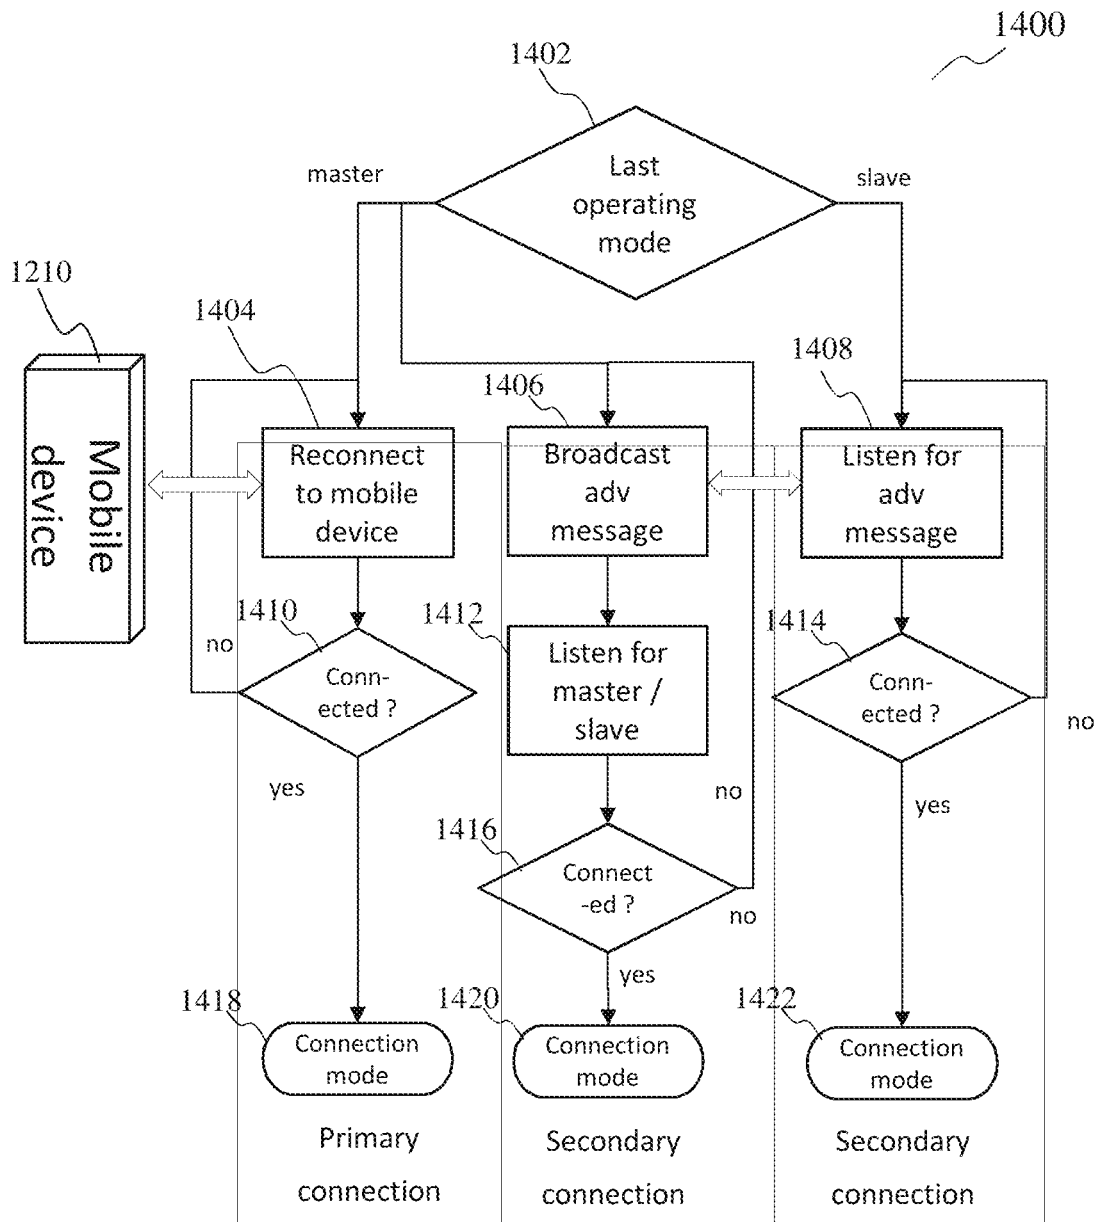 1400
1402
Last
operating
mode
master
slave
1210
Mobile
device
1404
Reconnect
to mobile
device
1406
Broadcast
adv
message
1408
Listen for
adv
message
1410
Conn-
ected ?
no
yes
1412
Listen for
master /
slave
1414
Conn-
ected ?
no
yes
1416
Connect
-ed ?
no
no
yes
1418
Connection
mode
1420
Connection
mode
1422
Connection
mode
Primary
connection
Secondary
connection
Secondary
connection